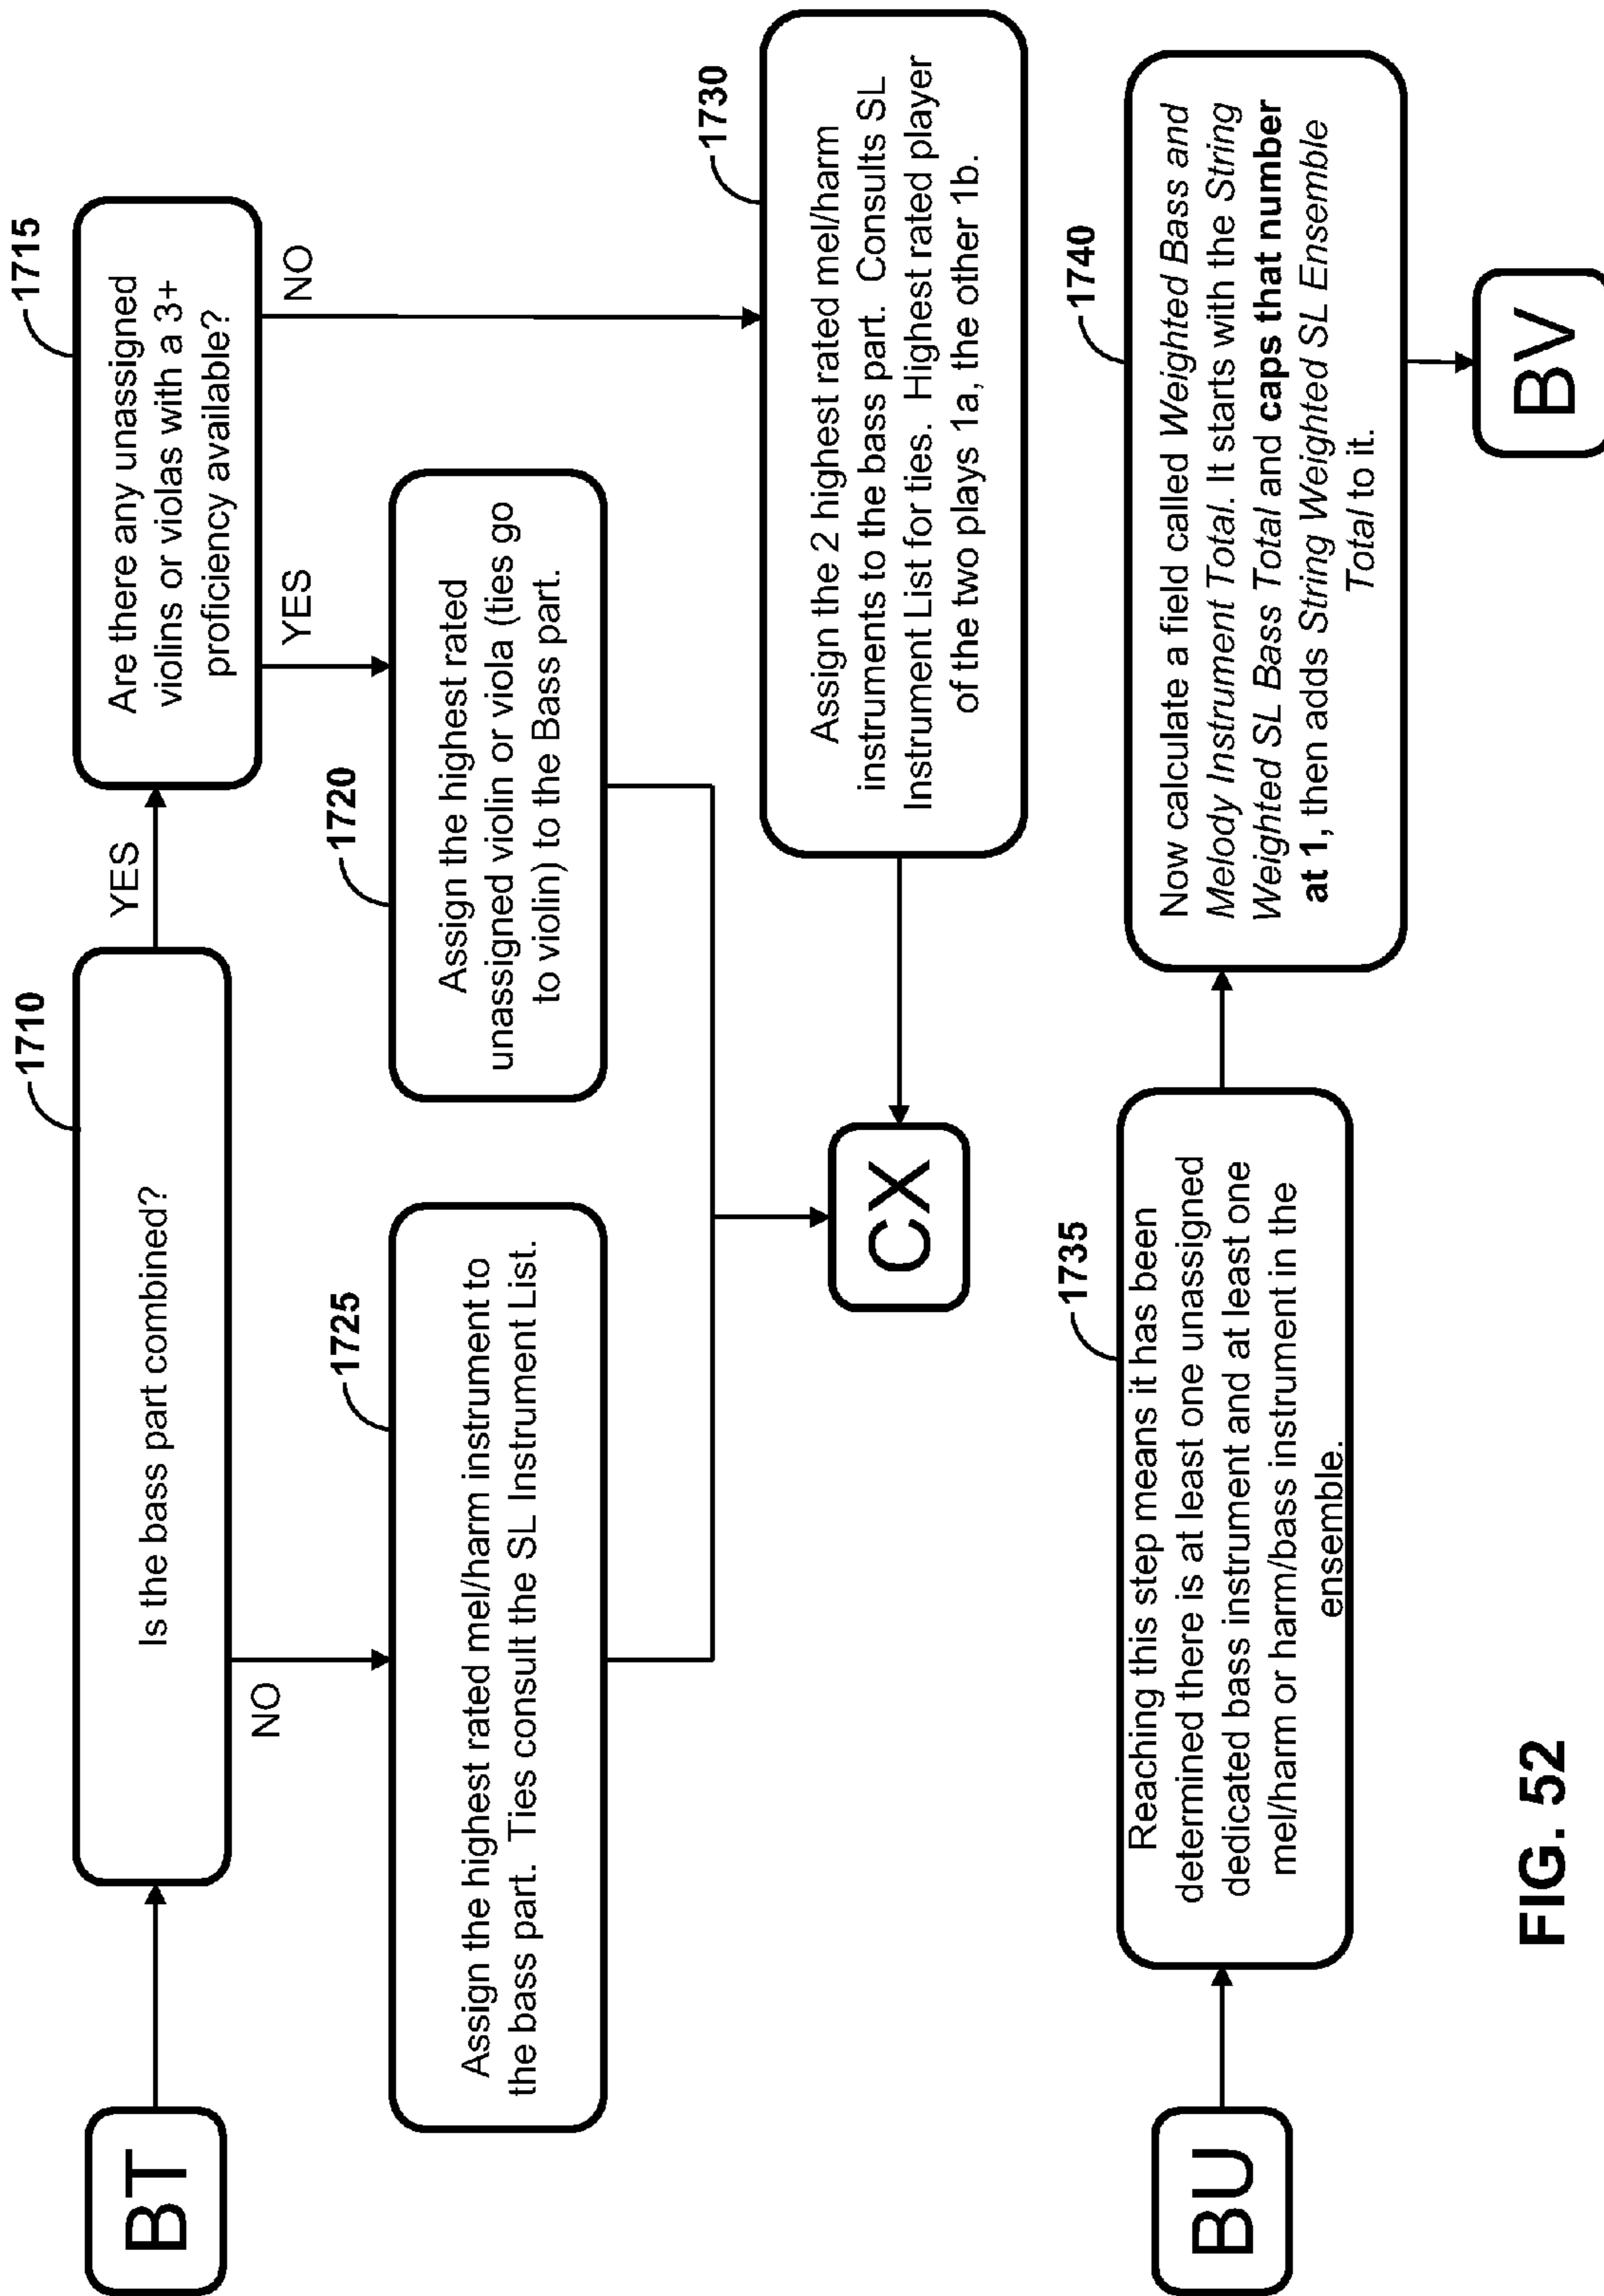 BT
1710
Is the bass part combined?
YES
NO
1715
Are there any unassigned
violins or violas with a 3+
proficiency available?
YES
NO
1725
Assign the highest rated mel/harm instrument to
the bass part.  Ties consult the SL Instrument List.
1720
Assign the highest rated
unassigned violin or viola (ties go
to violin) to the Bass part.
1730
Assign the 2 highest rated mel/harm
instruments to the bass part.  Consults SL
Instrument List for ties.  Highest rated player
of the two plays 1a, the other 1b.
CX
BU
1735
Reaching this step means it has been
determined there is at least one unassigned
dedicated bass instrument and at least one
mel/harm or harm/bass instrument in the
ensemble.
1740
Now calculate a field called Weighted Bass and
Melody Instrument Total. It starts with the String
Weighted SL Bass Total and caps that number
at 1, then adds String Weighted SL Ensemble
Total to it.
BV
FIG. 52